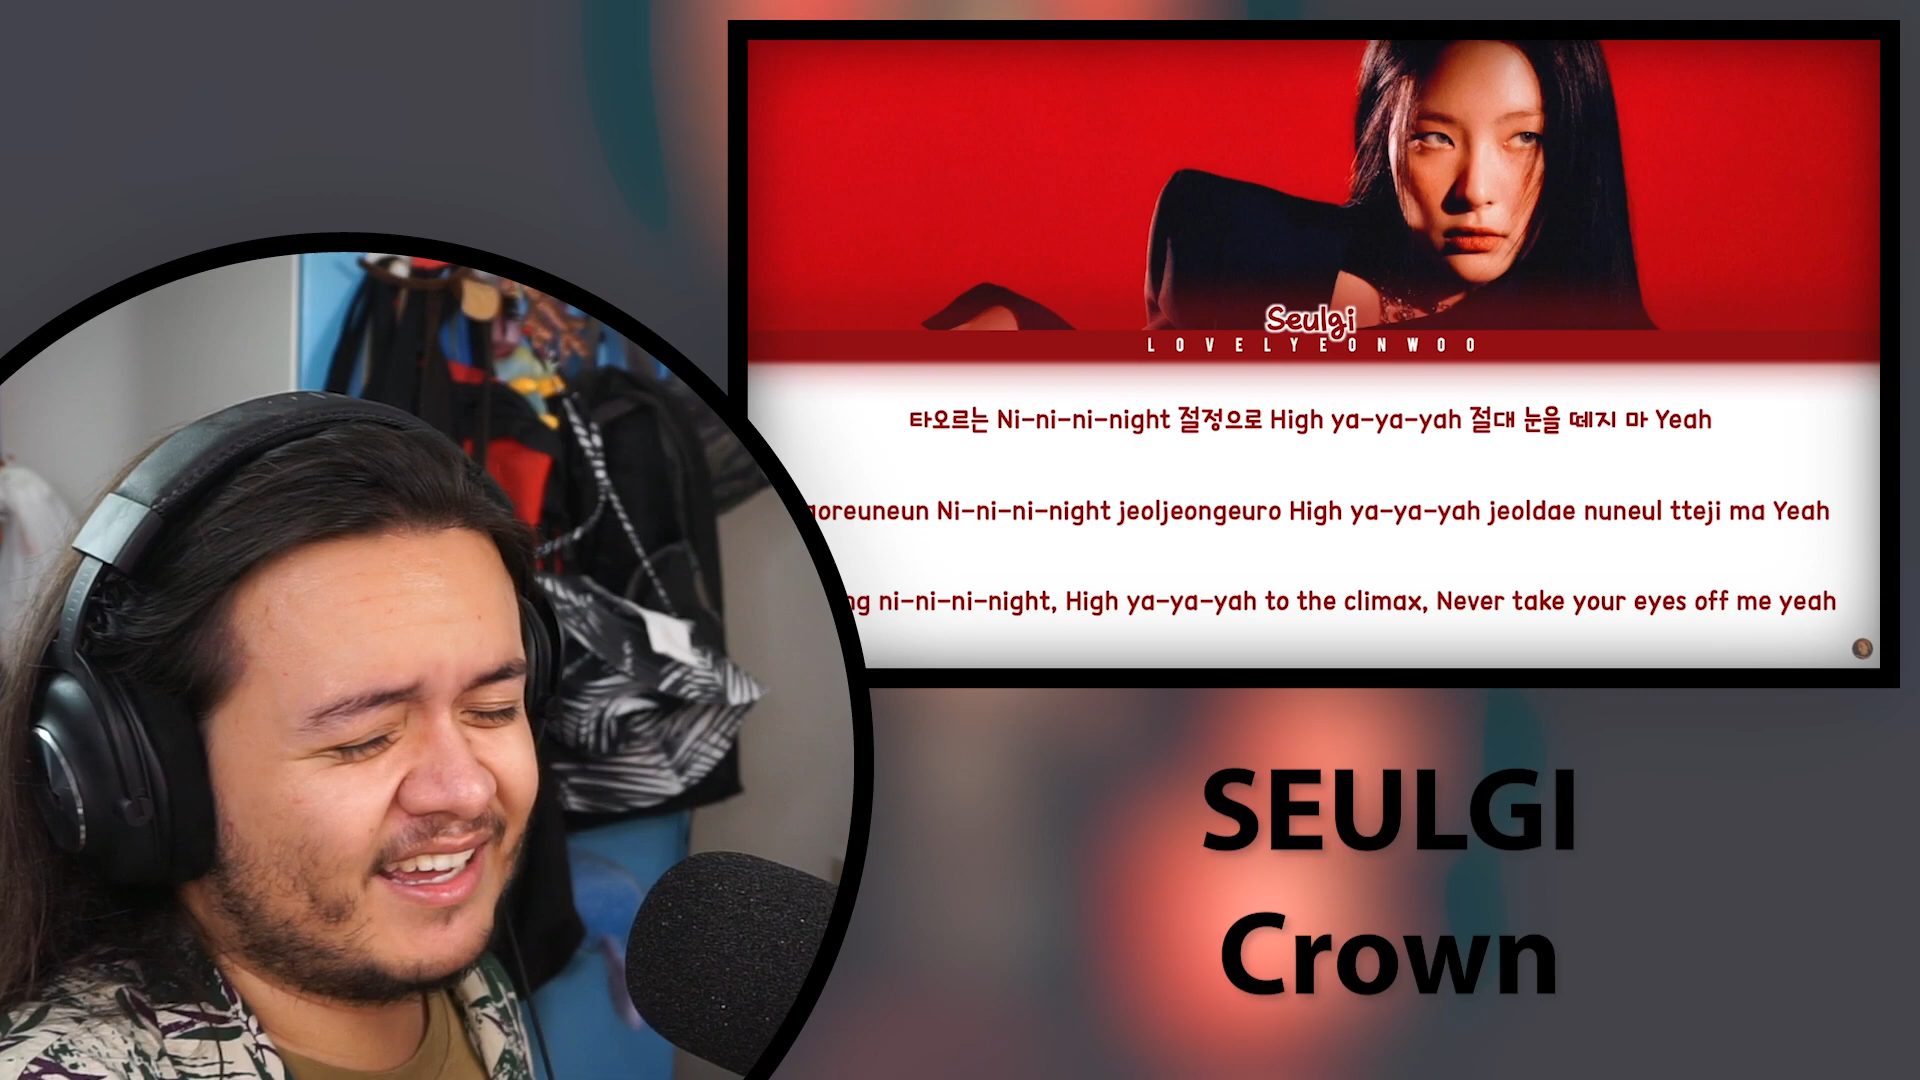 Seulgi
LOVELYEONWOO
타오르는 Ni-ni-ni-night 절정으로 High ya-ya-yah 절대 눈을 떼지 마 Yeah
aoreuneun Ni-ni-ni-night jeoljeongeuro High ya-ya-yah jeoldae nuneul tteji ma Yeah
ng ni-ni-ni-night, High ya-ya-yah to the climax, Never take your eyes off me yeah
SEULGI
Crown